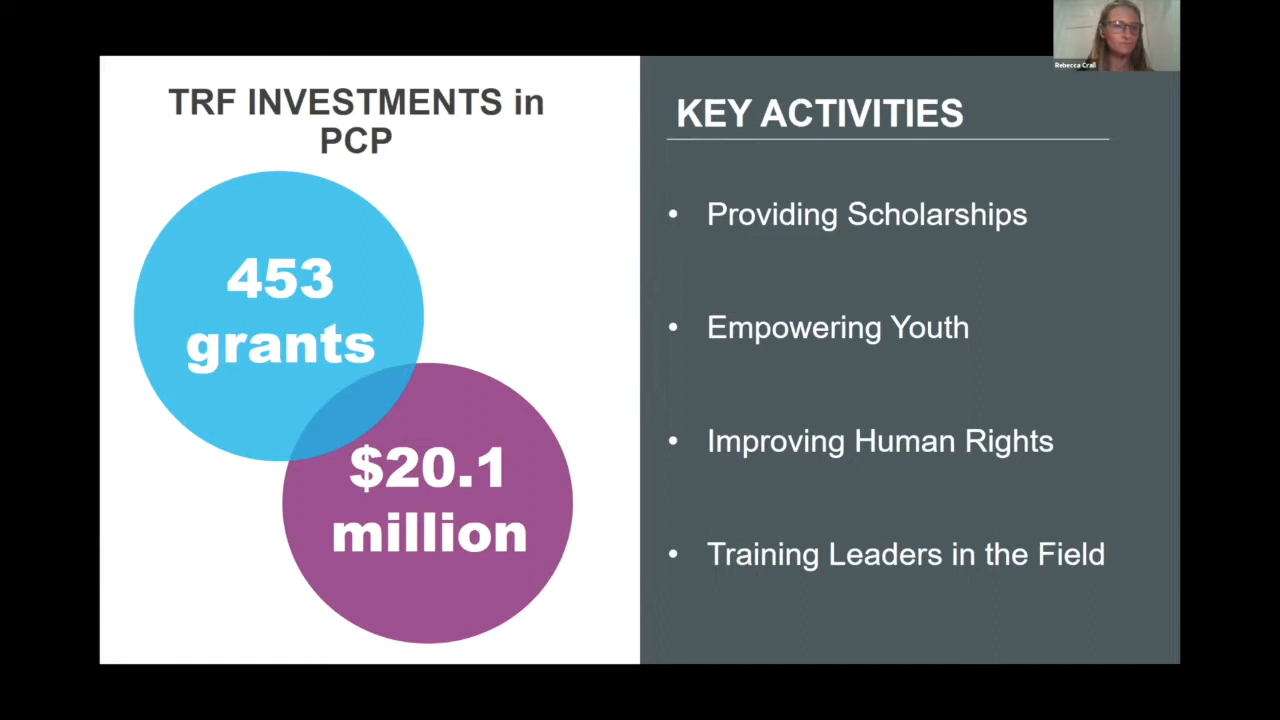 Rebecca Crall
TRF INVESTMENTS in
PCP
453
grants
$20.1
million
KEY ACTIVITIES
• Providing Scholarships
• Empowering Youth
• Improving Human Rights
• Training Leaders in the Field